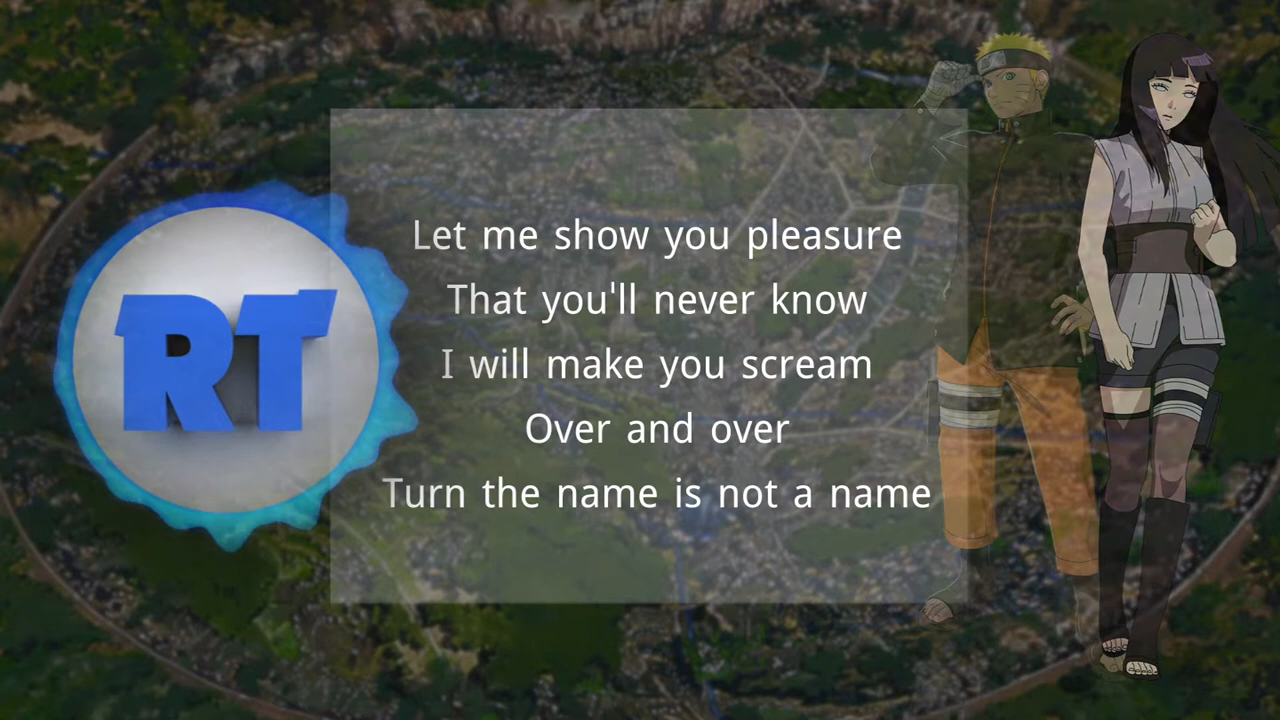 RT
Let me show you pleasure
That you'll never know
I will make you scream
Over and over
Turn the name is not a name